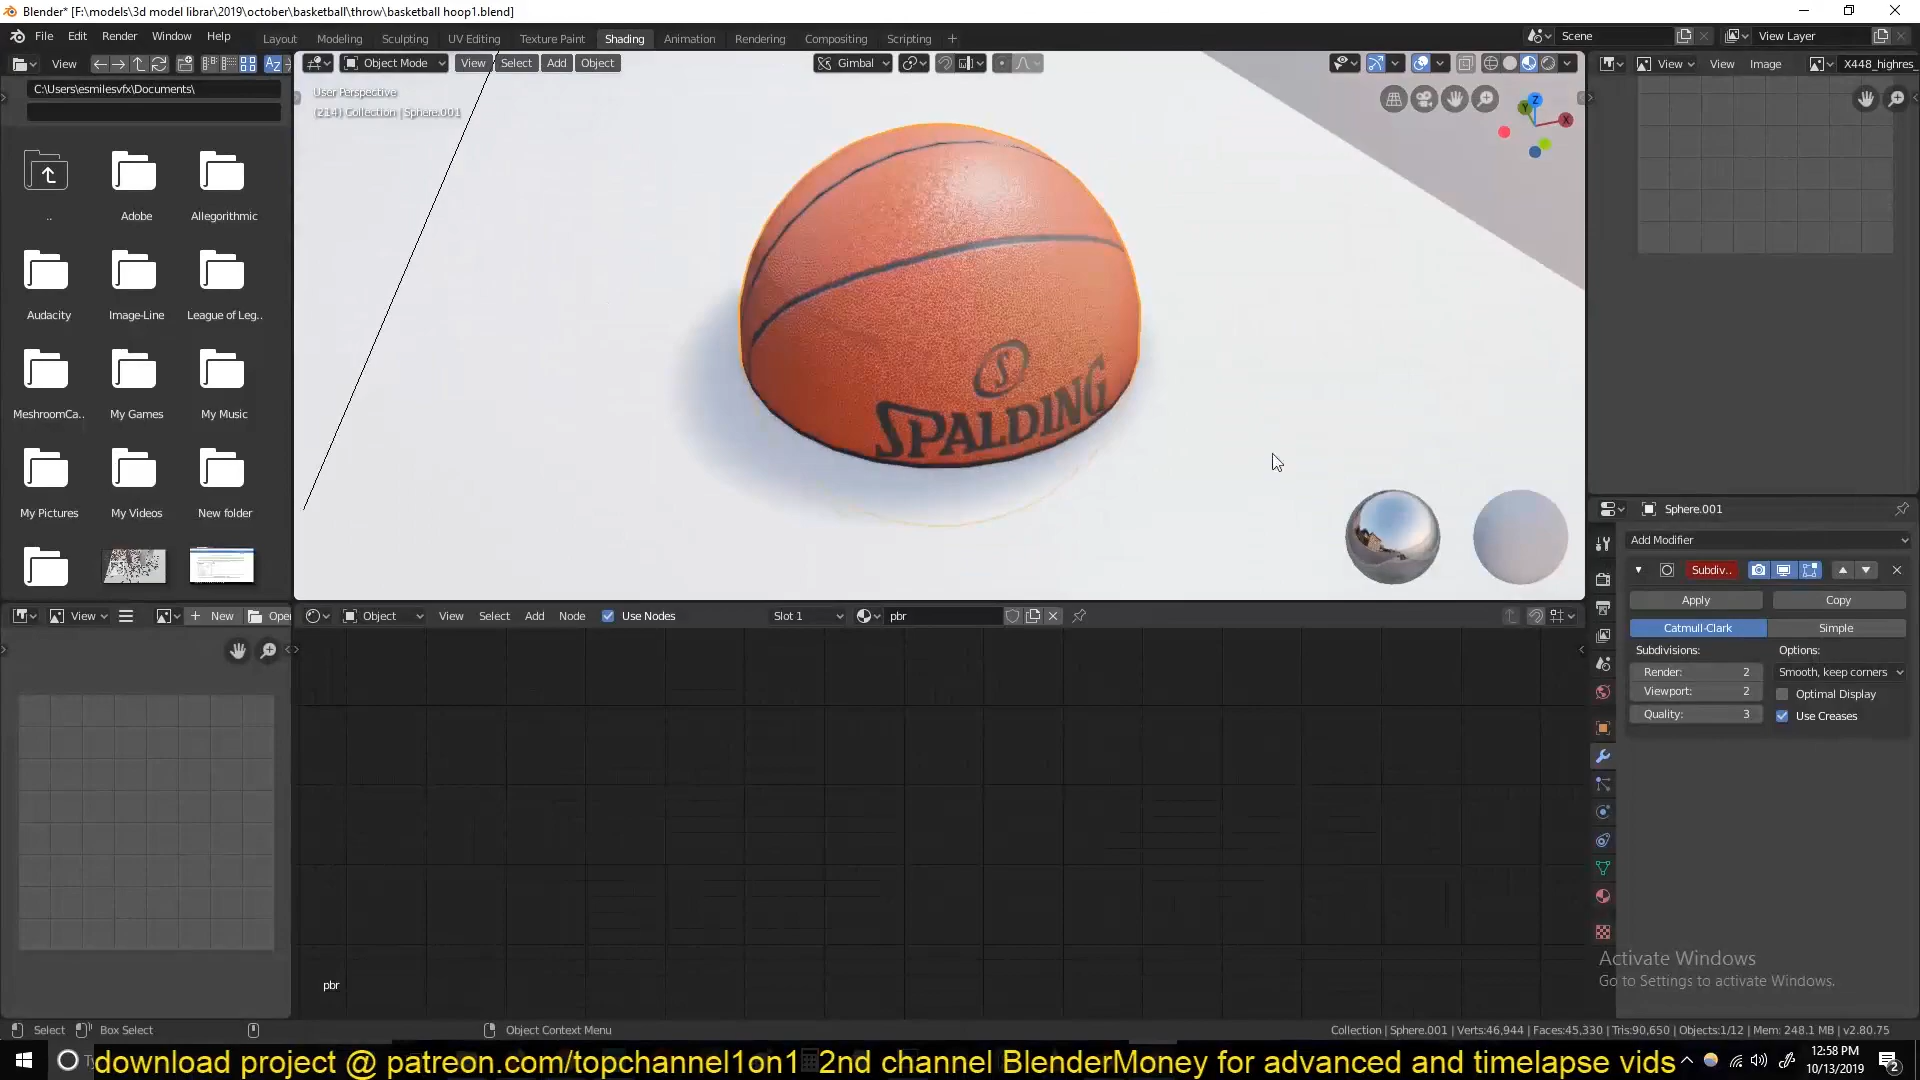 Blender* [F:\models\3d model librar\2019\october\basketball\throw\basketball hoop1.blend]
File Edit Render Window Help Layout Modeling Sculpting UV Editing Texture Paint Shading Animation Rendering Compositing Scripting + Scene View Layer
View Object Mode View Select Add Object Gimbal View View Image X448_highres_
C:\Users\esmilesvfx\Documents\
User Perspective
(214) Collection | Sphere.001
.. Adobe Allegorithmic
Audacity Image-Line League of Leg..
MeshroomCa.. My Games My Music
My Pictures My Videos New folder
S
SPALDING
Z
Y
X
Sphere.001
Add Modifier
Subdiv..
Apply Copy
Catmull-Clark Simple
Subdivisions: Options:
Render: 2 Smooth, keep corners
Viewport: 2 Optimal Display
Quality: 3 Use Creases
View + New Open Object View Select Add Node Use Nodes Slot 1 pbr
pbr
Activate Windows
Go to Settings to activate Windows.
Select Box Select Object Context Menu Collection | Sphere.001 | Verts:46,944 | Faces:45,330 | Tris:90,650 | Objects:1/12 | Mem: 248.1 MB | v2.80.75
download project @ patreon.com/topchannel1on1 2nd channel BlenderMoney for advanced and timelapse vids
12:58 PM
10/13/2019
2